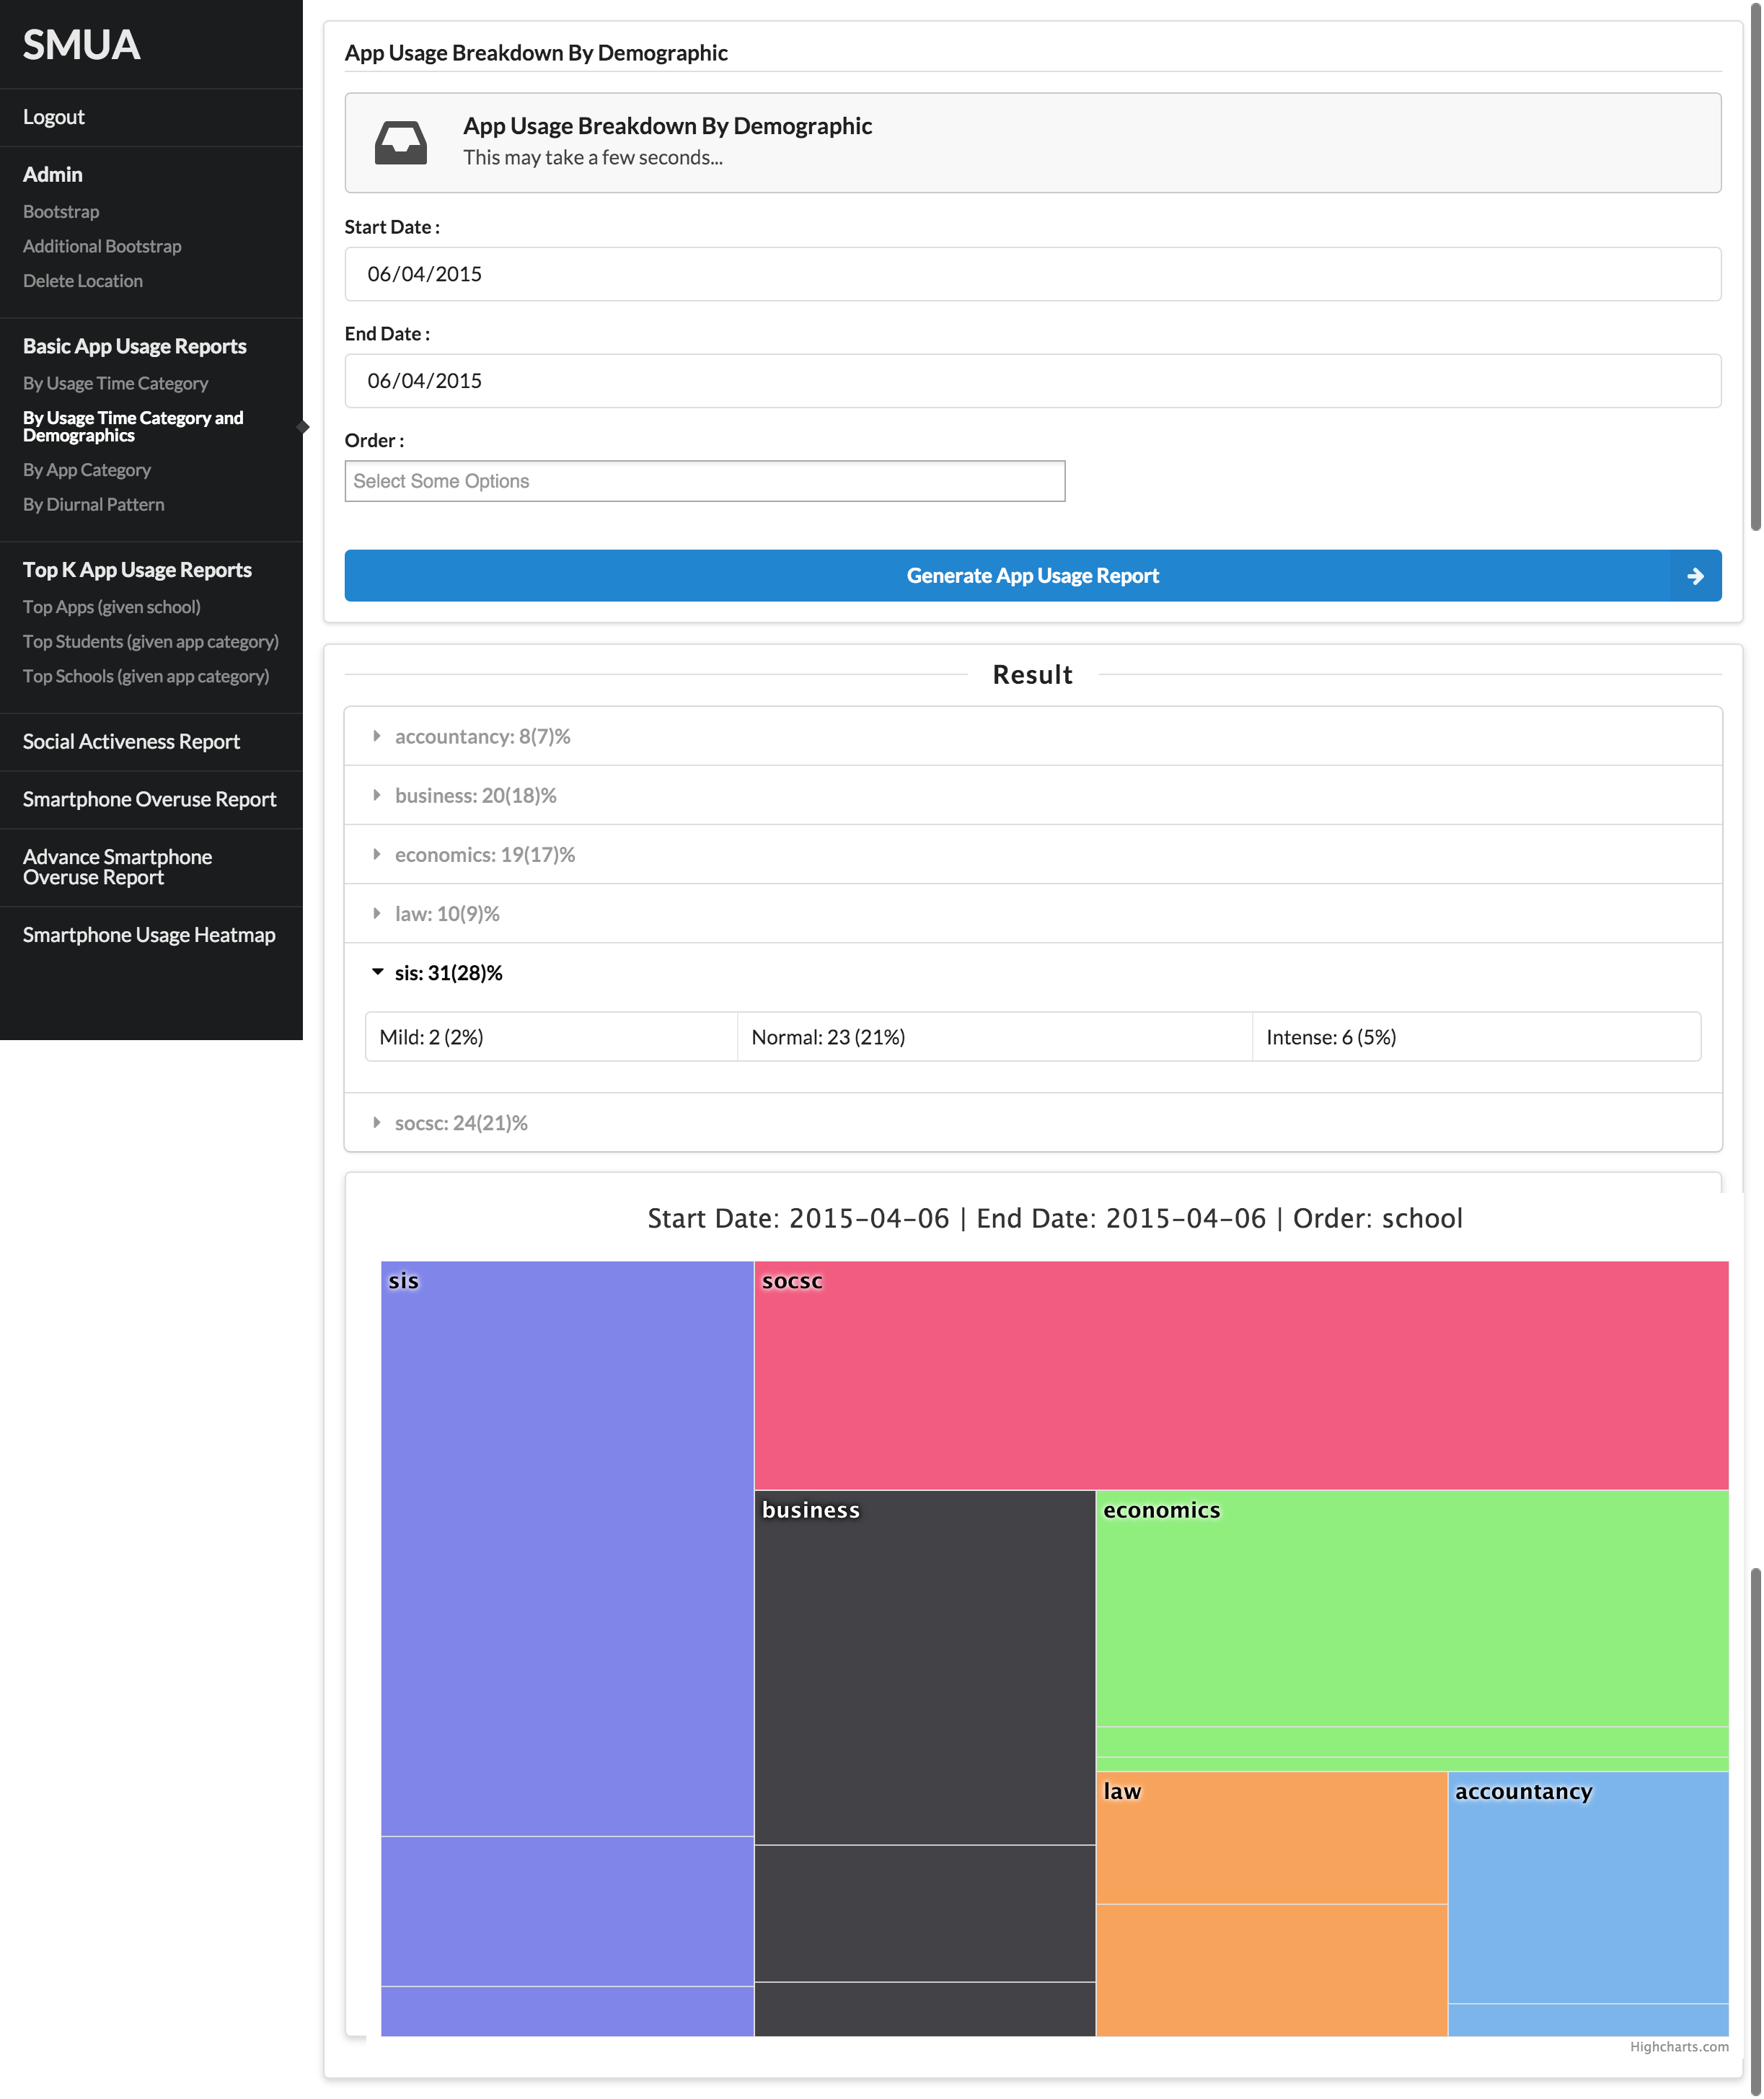 SMUA
Logout
Admin
Bootstrap
Additional Bootstrap
Delete Location
Basic App Usage Reports
By Usage Time Category
By Usage Time Category and
Demographics
By App Category
By Diurnal Pattern
Top K App Usage Reports
Top Apps (given school)
Top Students (given app category)
Top Schools (given app category)
Social Activeness Report
Smartphone Overuse Report
Advance Smartphone
Overuse Report
Smartphone Usage Heatmap
App Usage Breakdown By Demographic
App Usage Breakdown By Demographic
This may take a few seconds...
Start Date :
06/04/2015
End Date :
06/04/2015
Order :
Select Some Options
Generate App Usage Report
Result
accountancy: 8(7)%
business: 20(18)%
economics: 19(17)%
law: 10(9)%
sis: 31(28)%
Mild: 2 (2%)
Normal: 23 (21%)
Intense: 6 (5%)
socsc: 24(21)%
Start Date: 2015-04-06 | End Date: 2015-04-06 | Order: school
sis
socsc
business
economics
law
accountancy
Highcharts.com